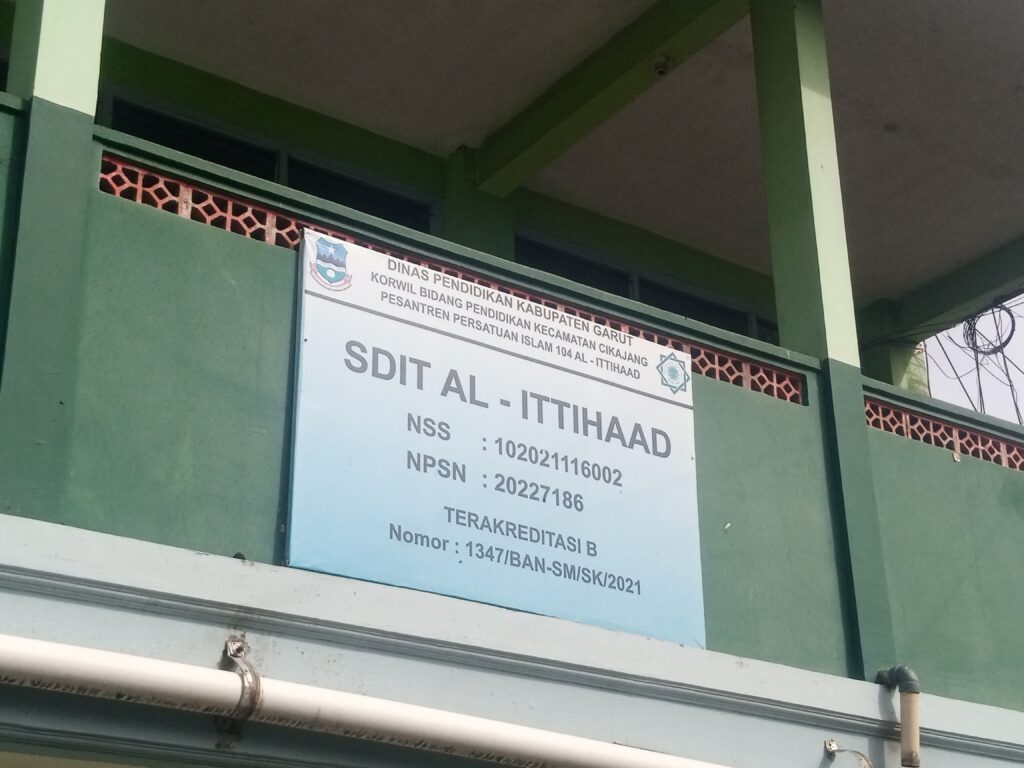 DINAS PENDIDIKAN KABUPATEN GARUT
KORWIL BIDANG PENDIDIKAN KECAMATAN CIKAJANG
PESANTREN PERSATUAN ISLAM 104 AL - ITTIHAAD
SDIT AL - ITTIHAAD
NSS : 102021116002
NPSN : 20227186
TERAKREDITASI B
Nomor : 1347/BAN-SM/SK/2021